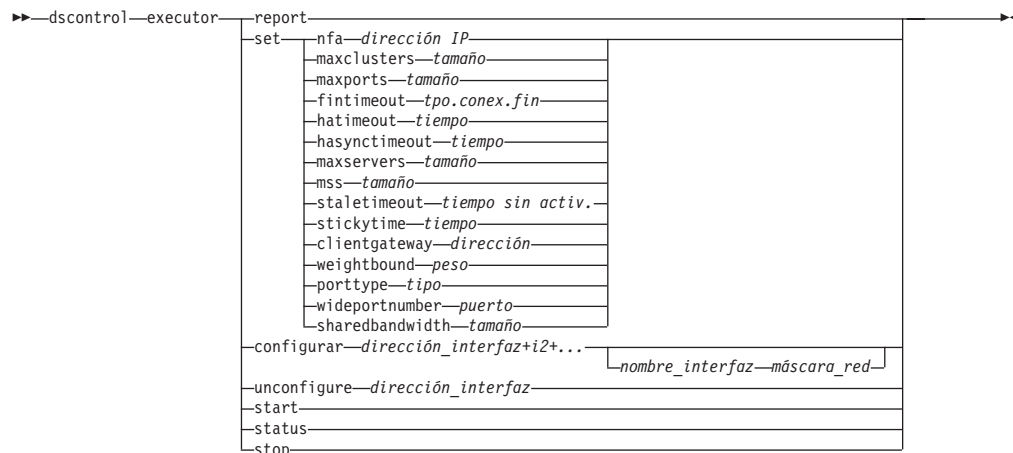 dscontrol executor report
set nfa dirección IP
maxclusters tamaño
maxports tamaño
fintimeout tpo.conex.fin
hatimeout tiempo
hasynctimeout tiempo
maxservers tamaño
mss tamaño
staletimeout tiempo sin activ.
stickytime tiempo
clientgateway dirección
weightbound peso
porttype tipo
wideportnumber puerto
sharedbandwidth tamaño
configurar dirección_interfaz+i2+...
nombre_interfaz máscara_red
unconfigure dirección_interfaz
start
status
stop